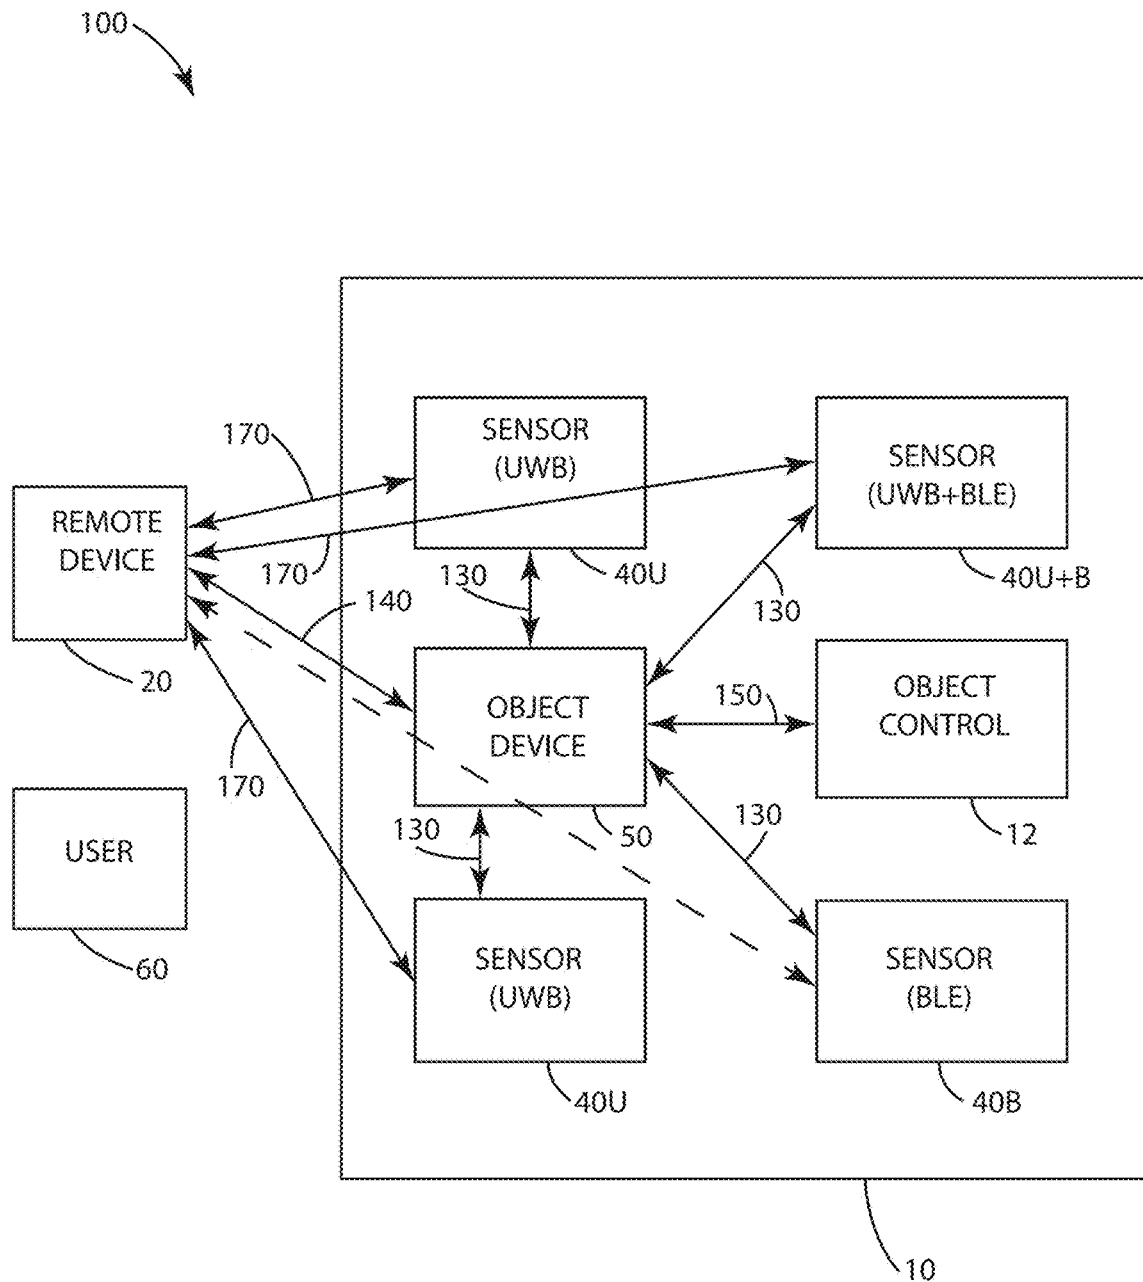 100
SENSOR
(UWB)
40U
SENSOR
(UWB+BLE)
40U+B
170
170
REMOTE
DEVICE
20
130
130
140
OBJECT
DEVICE
50
150
OBJECT
CONTROL
12
170
USER
60
130
130
SENSOR
(UWB)
40U
SENSOR
(BLE)
40B
10